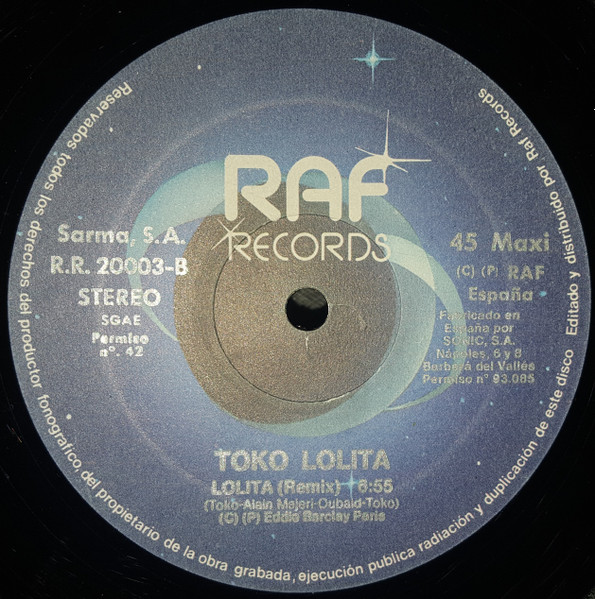 RAF
RECORDS
Sarma, S.A.
R.R. 20003-B
STEREO
SGAE
Permiso
nº. 42
45 Maxi
(C) (P) RAF
España
Fabricado en
España por
SONIC, S.A.
Nápoles, 6 y 8
Barberá del Vallés
Permiso nº 93.085
TOKO LOLITA
LOLITA (Remix) 6:55
(Toko-Alain Majeri-Oubaid-Toko)
(C) (P) Eddie Barclay Paris
Reservados todos los derechos del productor fonográfico, del propietario de la obra grabada, ejecución publica radiación y duplicación de este disco Editado y distribuido por Raf Records